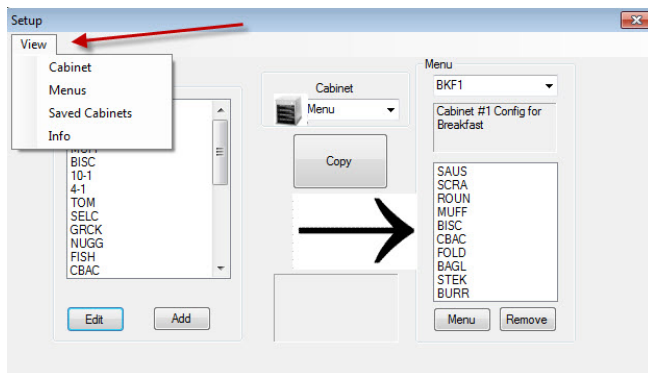 Setup
View
Cabinet
Menus
Saved Cabinets
Info
BISC
10-1
4-1
TOM
SELC
GRCK
NUGG
FISH
CBAC
Edit
Add
Cabinet
Menu
Copy
Menu
BKF1
Cabinet #1 Config for
Breakfast
SAUS
SCRA
ROUN
MUFF
BISC
CBAC
FOLD
BAGL
STEK
BURR
Menu
Remove